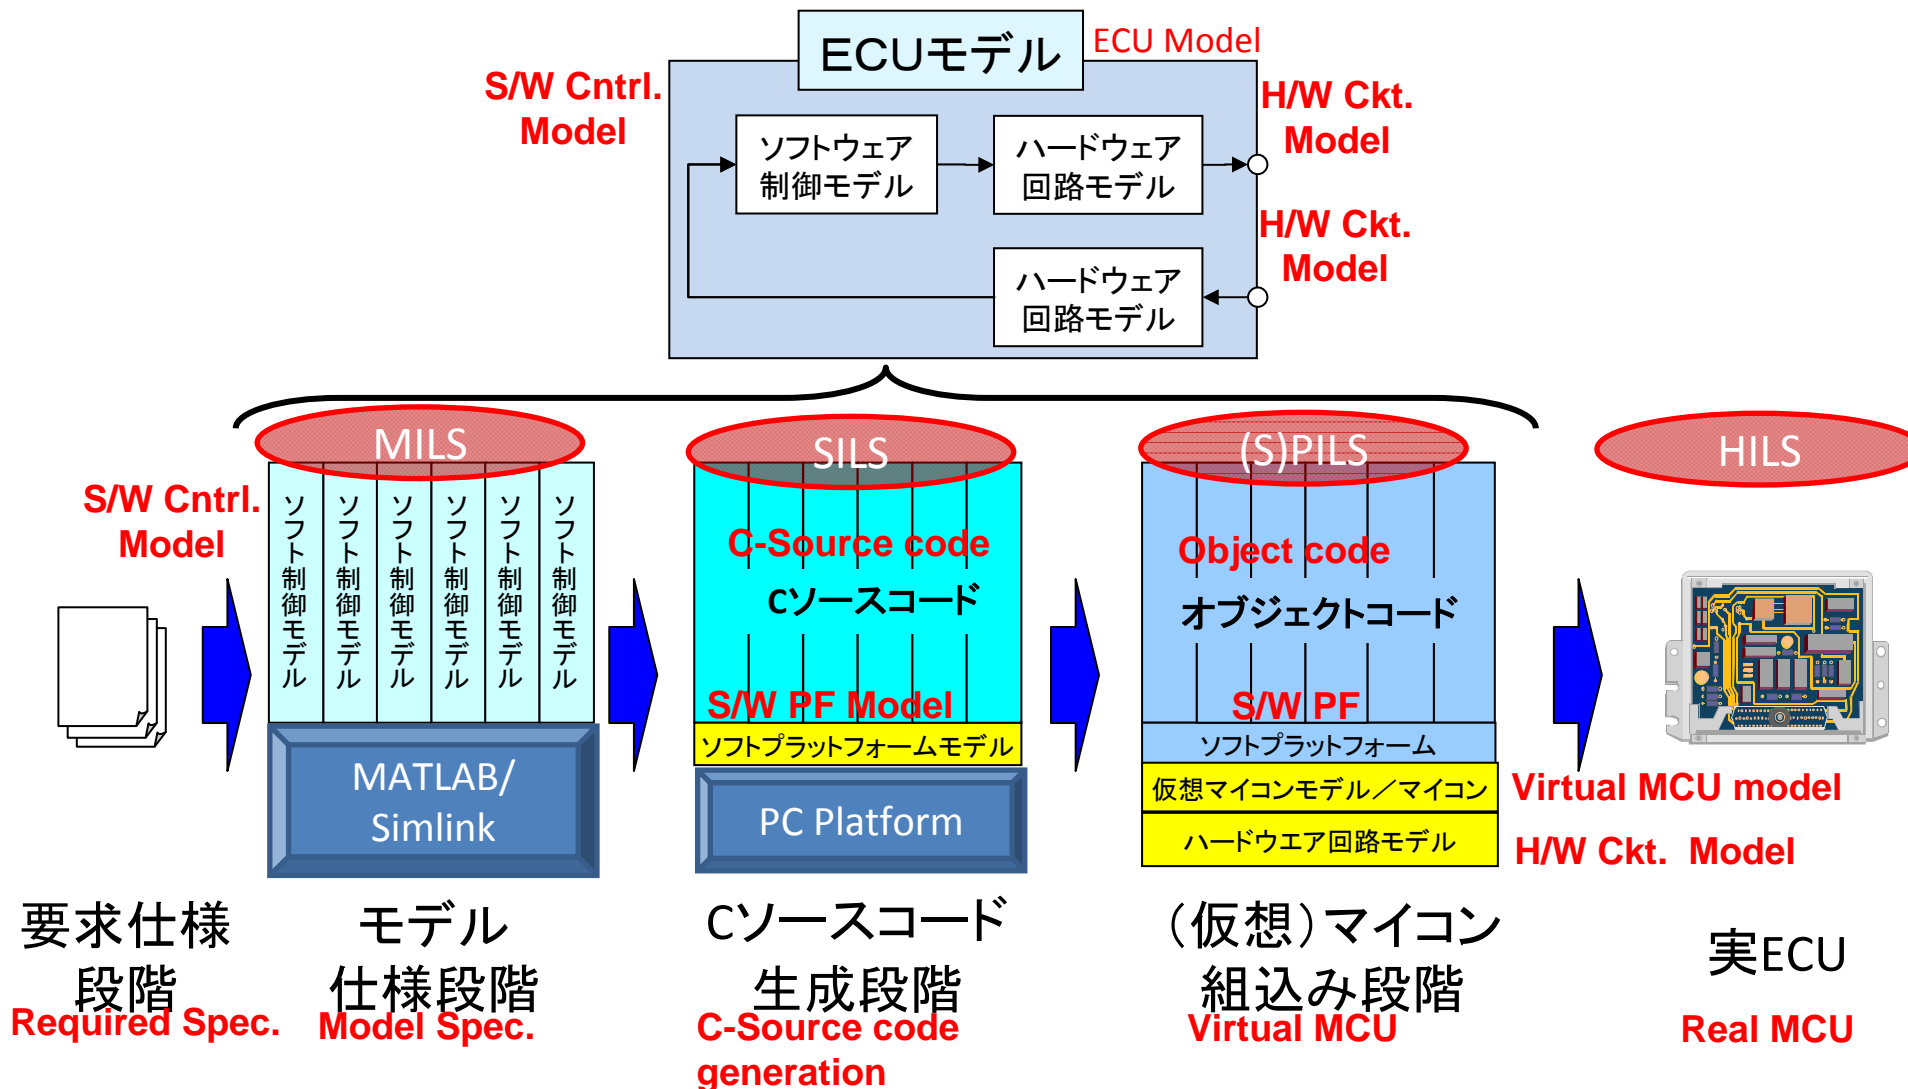 ECUモデル
ECU Model
S/W Cntrl.
Model
H/W Ckt.
Model
ソフトウェア
制御モデル
ハードウェア
回路モデル
H/W Ckt.
Model
ハードウェア
回路モデル
MILS
SILS
(S)PILS
HILS
S/W Cntrl.
Model
ソフト制御モデル
ソフト制御モデル
ソフト制御モデル
ソフト制御モデル
ソフト制御モデル
ソフト制御モデル
C-Source code
Cソースコード
S/W PF Model
ソフトプラットフォームモデル
Object code
オブジェクトコード
S/W PF
ソフトプラットフォーム
MATLAB/
Simlink
PC Platform
仮想マイコンモデル／マイコン
Virtual MCU model
ハードウエア回路モデル
H/W Ckt. Model
要求仕様
段階
Required Spec.
モデル
仕様段階
Model Spec.
Cソースコード
生成段階
C-Source code
generation
（仮想）マイコン
組込み段階
Virtual MCU
実ECU
Real MCU